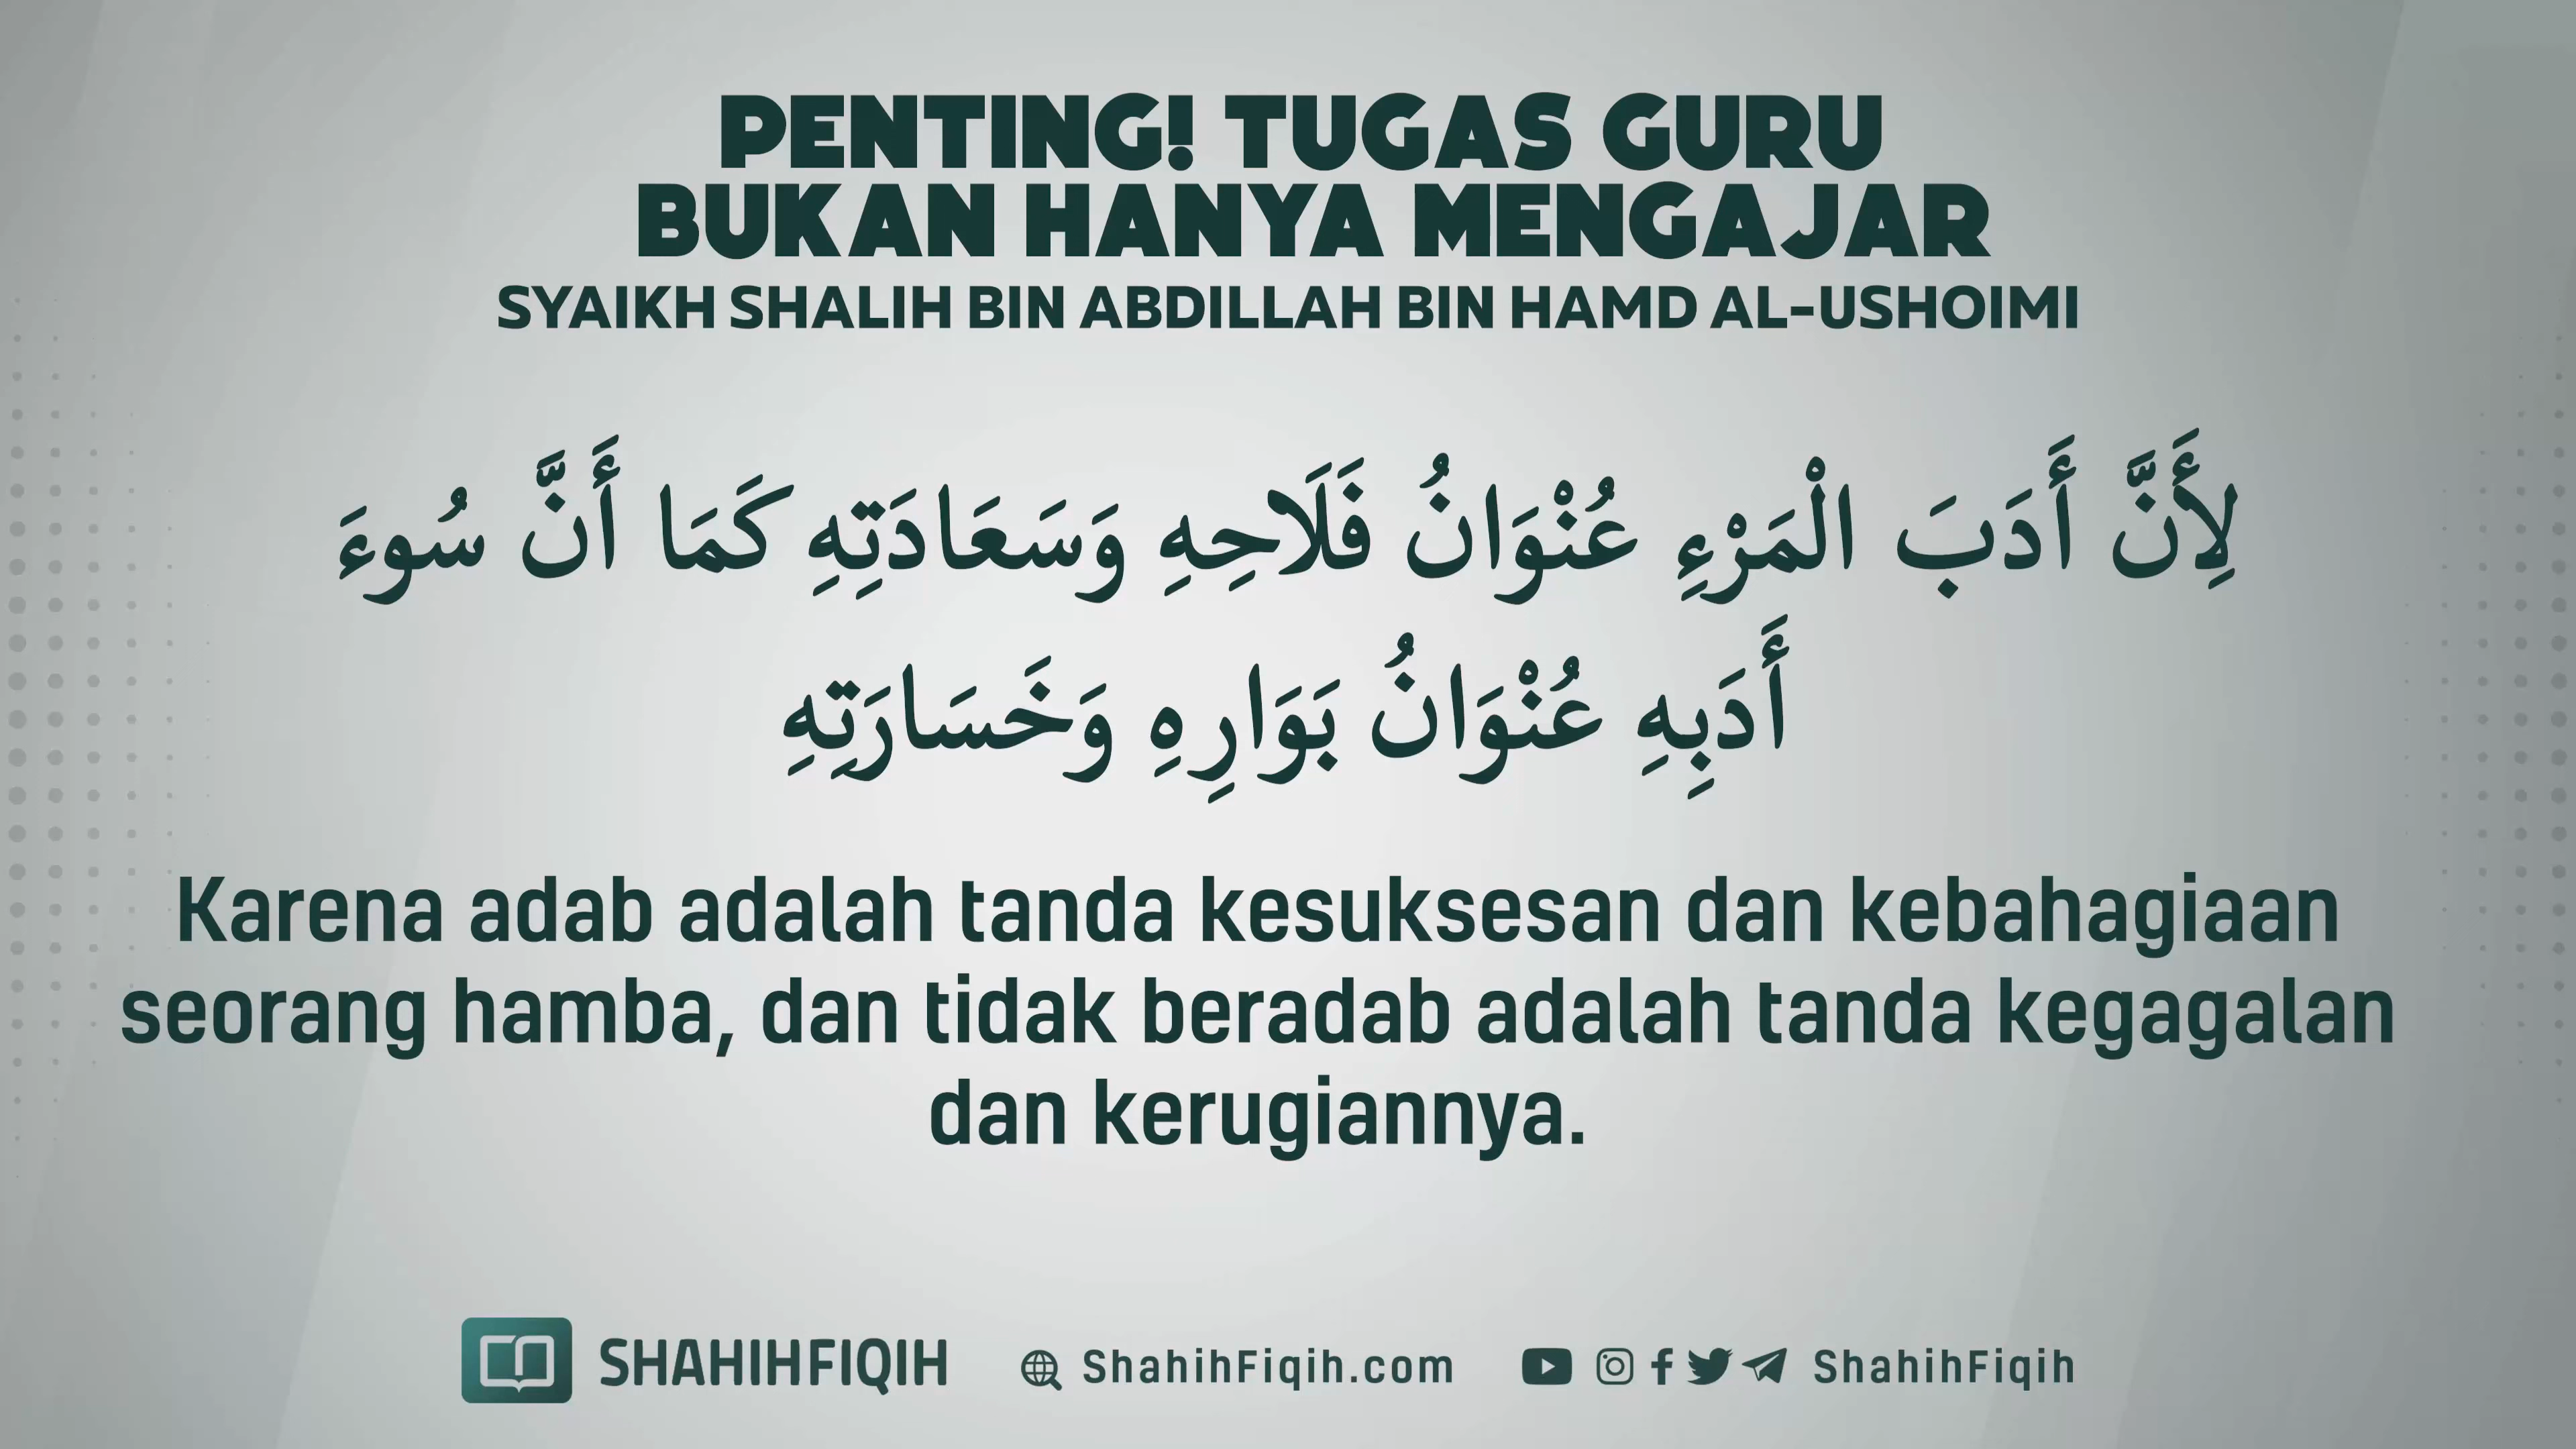 PENTING! TUGAS GURU
BUKAN HANYA MENGAJAR
SYAIKH SHALIH BIN ABDILLAH BIN HAMD AL-USHOIMI
لِأَنَّ أَدَبَ الْمَرْءِ عُنْوَانُ فَلَاحِهِ وَسَعَادَتِهِ كَمَا أَنَّ سُوءَ
أَدَبِهِ عُنْوَانُ بَوَارِهِ وَخَسَارَتِهِ
Karena adab adalah tanda kesuksesan dan kebahagiaan
seorang hamba, dan tidak beradab adalah tanda kegagalan
dan kerugiannya.
SHAHIHFIQIH ShahihFiqih.com ShahihFiqih